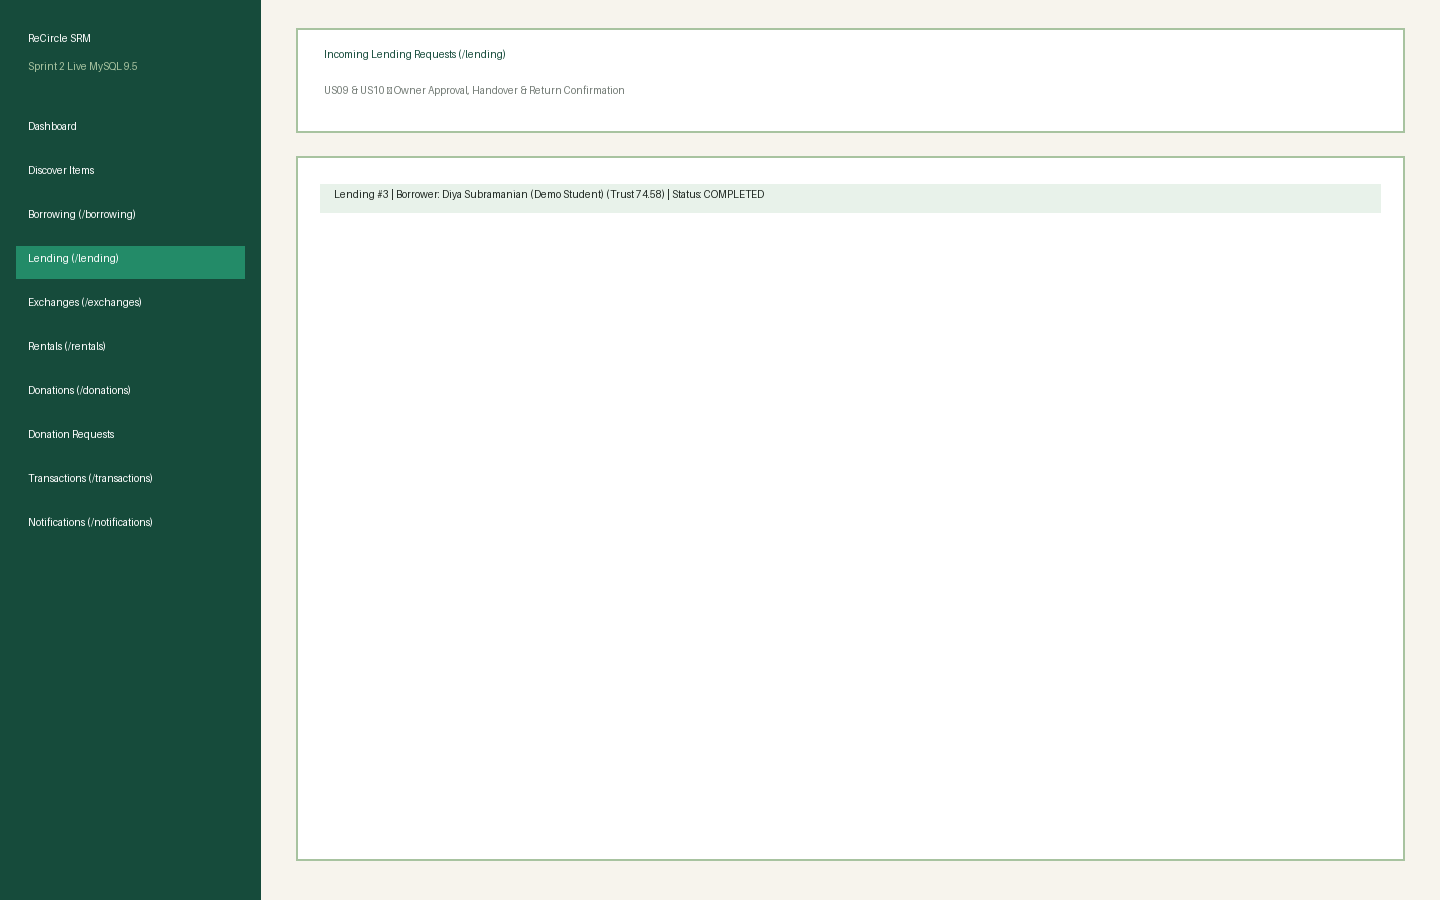 ReCircle SRM
Sprint 2 Live MySQL 9.5
Dashboard
Discover Items
Borrowing (/borrowing)
Lending (/lending)
Exchanges (/exchanges)
Rentals (/rentals)
Donations (/donations)
Donation Requests
Transactions (/transactions)
Notifications (/notifications)
Incoming Lending Requests (/lending)
US09 & US10 Owner Approval, Handover & Return Confirmation
Lending #3 | Borrower: Diya Subramanian (Demo Student) (Trust 74.58) | Status: COMPLETED